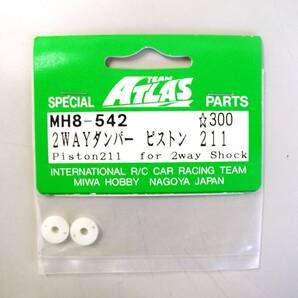 TEAM
ATLAS
SPECIAL PARTS
MH8-542 ☆300
2WAYダンパー ピストン 211
Piston211 for 2way Shock
INTERNATIONAL R/C CAR RACING TEAM
MIWA HOBBY NAGOYA JAPAN